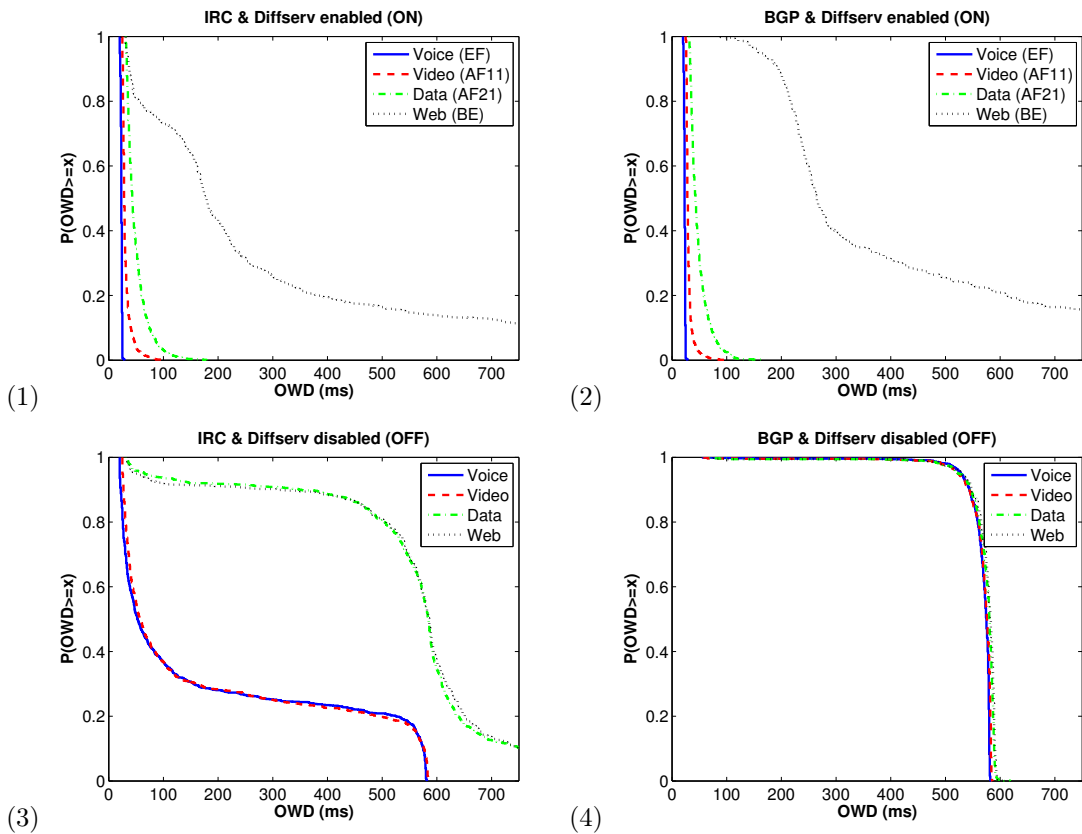 IRC & Diffserv enabled (ON)
1
0.8
0.6
0.4
0.2
0
P(OWD>=x)
Voice (EF)
Video (AF11)
Data (AF21)
Web (BE)
0 100 200 300 400 500 600 700
OWD (ms)
(1)
BGP & Diffserv enabled (ON)
1
0.8
0.6
0.4
0.2
0
P(OWD>=x)
Voice (EF)
Video (AF11)
Data (AF21)
Web (BE)
0 100 200 300 400 500 600 700
OWD (ms)
(2)
IRC & Diffserv disabled (OFF)
1
0.8
0.6
0.4
0.2
0
P(OWD>=x)
Voice
Video
Data
Web
0 100 200 300 400 500 600 700
OWD (ms)
(3)
BGP & Diffserv disabled (OFF)
1
0.8
0.6
0.4
0.2
0
P(OWD>=x)
Voice
Video
Data
Web
0 100 200 300 400 500 600 700
OWD (ms)
(4)